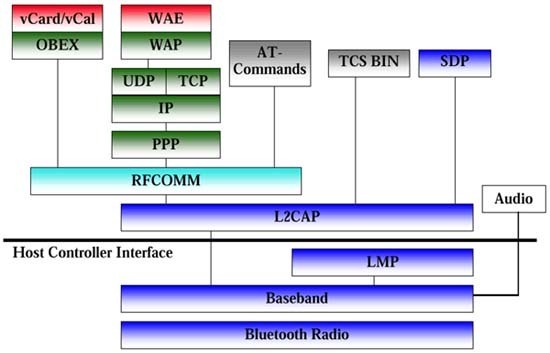 vCard/vCal
WAE
OBEX
WAP
AT-
Commands
TCS BIN
SDP
UDP
TCP
IP
PPP
RFCOMM
Audio
L2CAP
Host Controller Interface
LMP
Baseband
Bluetooth Radio